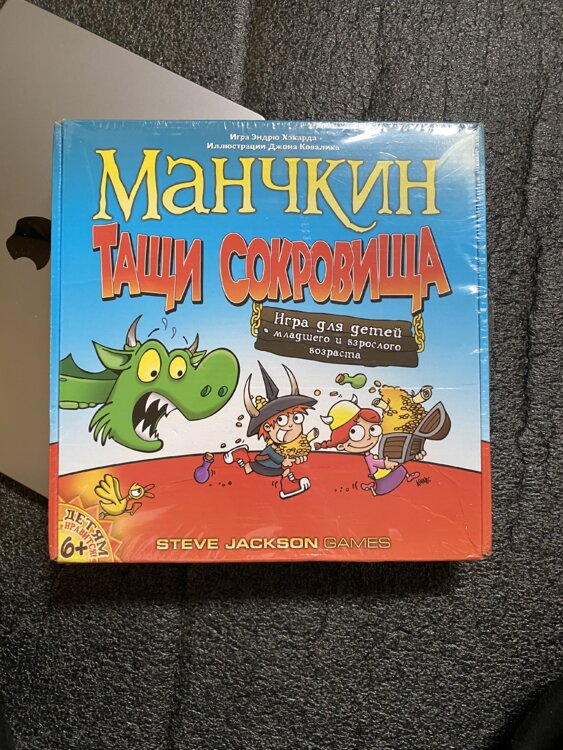 Игра Эндрю Хэкарда
Иллюстрации Джона Ковалика
МАНЧКИН
ТАЩИ СОКРОВИЩА
Игра для детей
младшего и взрослого
возраста
ДЕТЯМ
НРАВИТСЯ!
6+
STEVE JACKSON GAMES